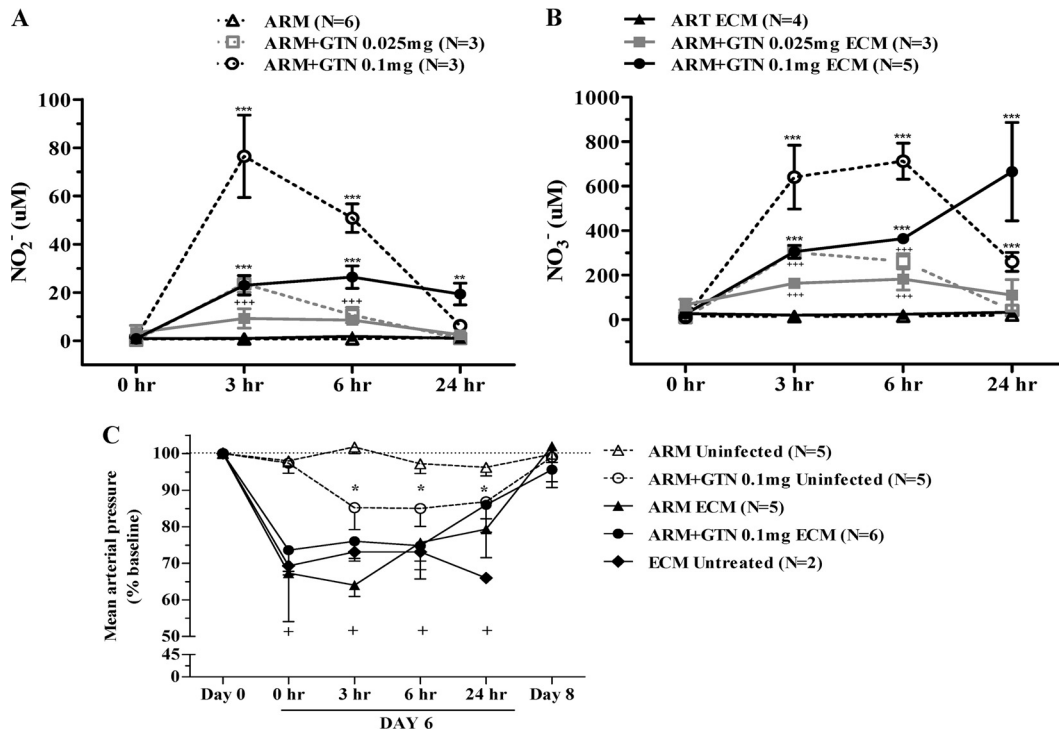 A
ARM (N=6)
ARM+GTN 0.025mg (N=3)
ARM+GTN 0.1mg (N=3)
NO₂⁻ (uM)
100
80
60
40
20
0
***
***
***
***
**
+++
+++
0 hr 3 hr 6 hr 24 hr
B
ART ECM (N=4)
ARM+GTN 0.025mg ECM (N=3)
ARM+GTN 0.1mg ECM (N=5)
NO₃⁻ (uM)
1000
800
600
400
200
0
***
***
***
***
***
***
+++
+++
+++
+++
0 hr 3 hr 6 hr 24 hr
C
Mean arterial pressure
(% baseline)
100
90
80
70
60
50
45
0
* * *
+ + + +
Day 0 0 hr 3 hr 6 hr 24 hr Day 8
DAY 6
ARM Uninfected (N=5)
ARM+GTN 0.1mg Uninfected (N=5)
ARM ECM (N=5)
ARM+GTN 0.1mg ECM (N=6)
ECM Untreated (N=2)